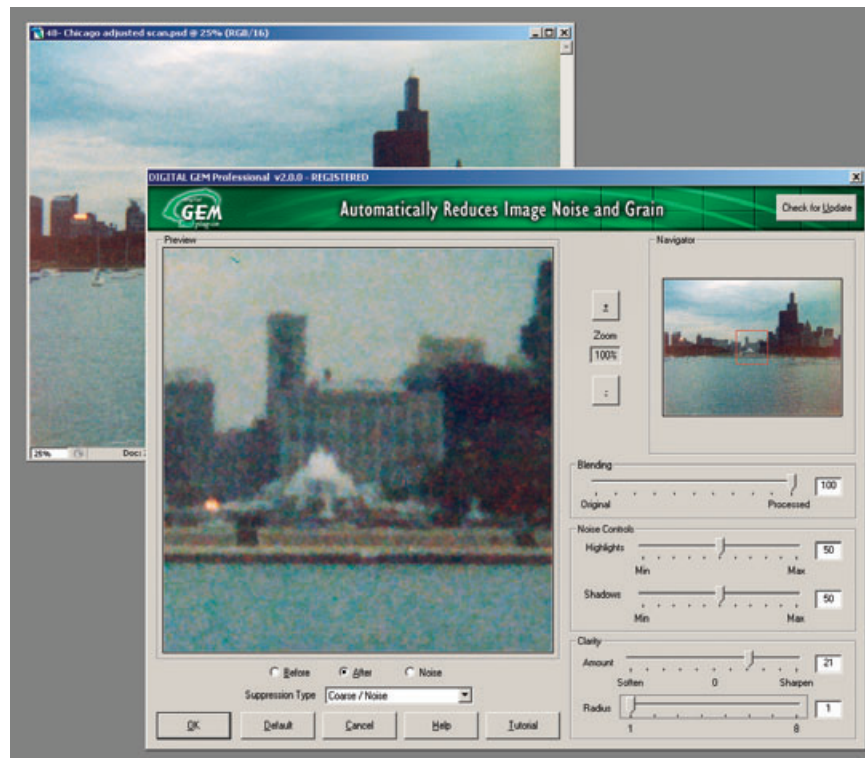 48- Chicago adjusted scan.psd @ 25% (RGB/16)
DIGITAL GEM Professional v2.0.0 - REGISTERED
GEM
Automatically Reduces Image Noise and Grain
Check for Update
Preview
Navigator
+
Zoom
100%
-
25%
Doc:
Blending
100
Original
Processed
Noise Controls
Highlights
50
Min
Max
Shadows
50
Min
Max
Clarity
Amount
21
Soften
0
Sharpen
Radius
1
1
8
Before
After
Noise
Suppression Type
Coarse / Noise
OK
Default
Cancel
Help
Tutorial